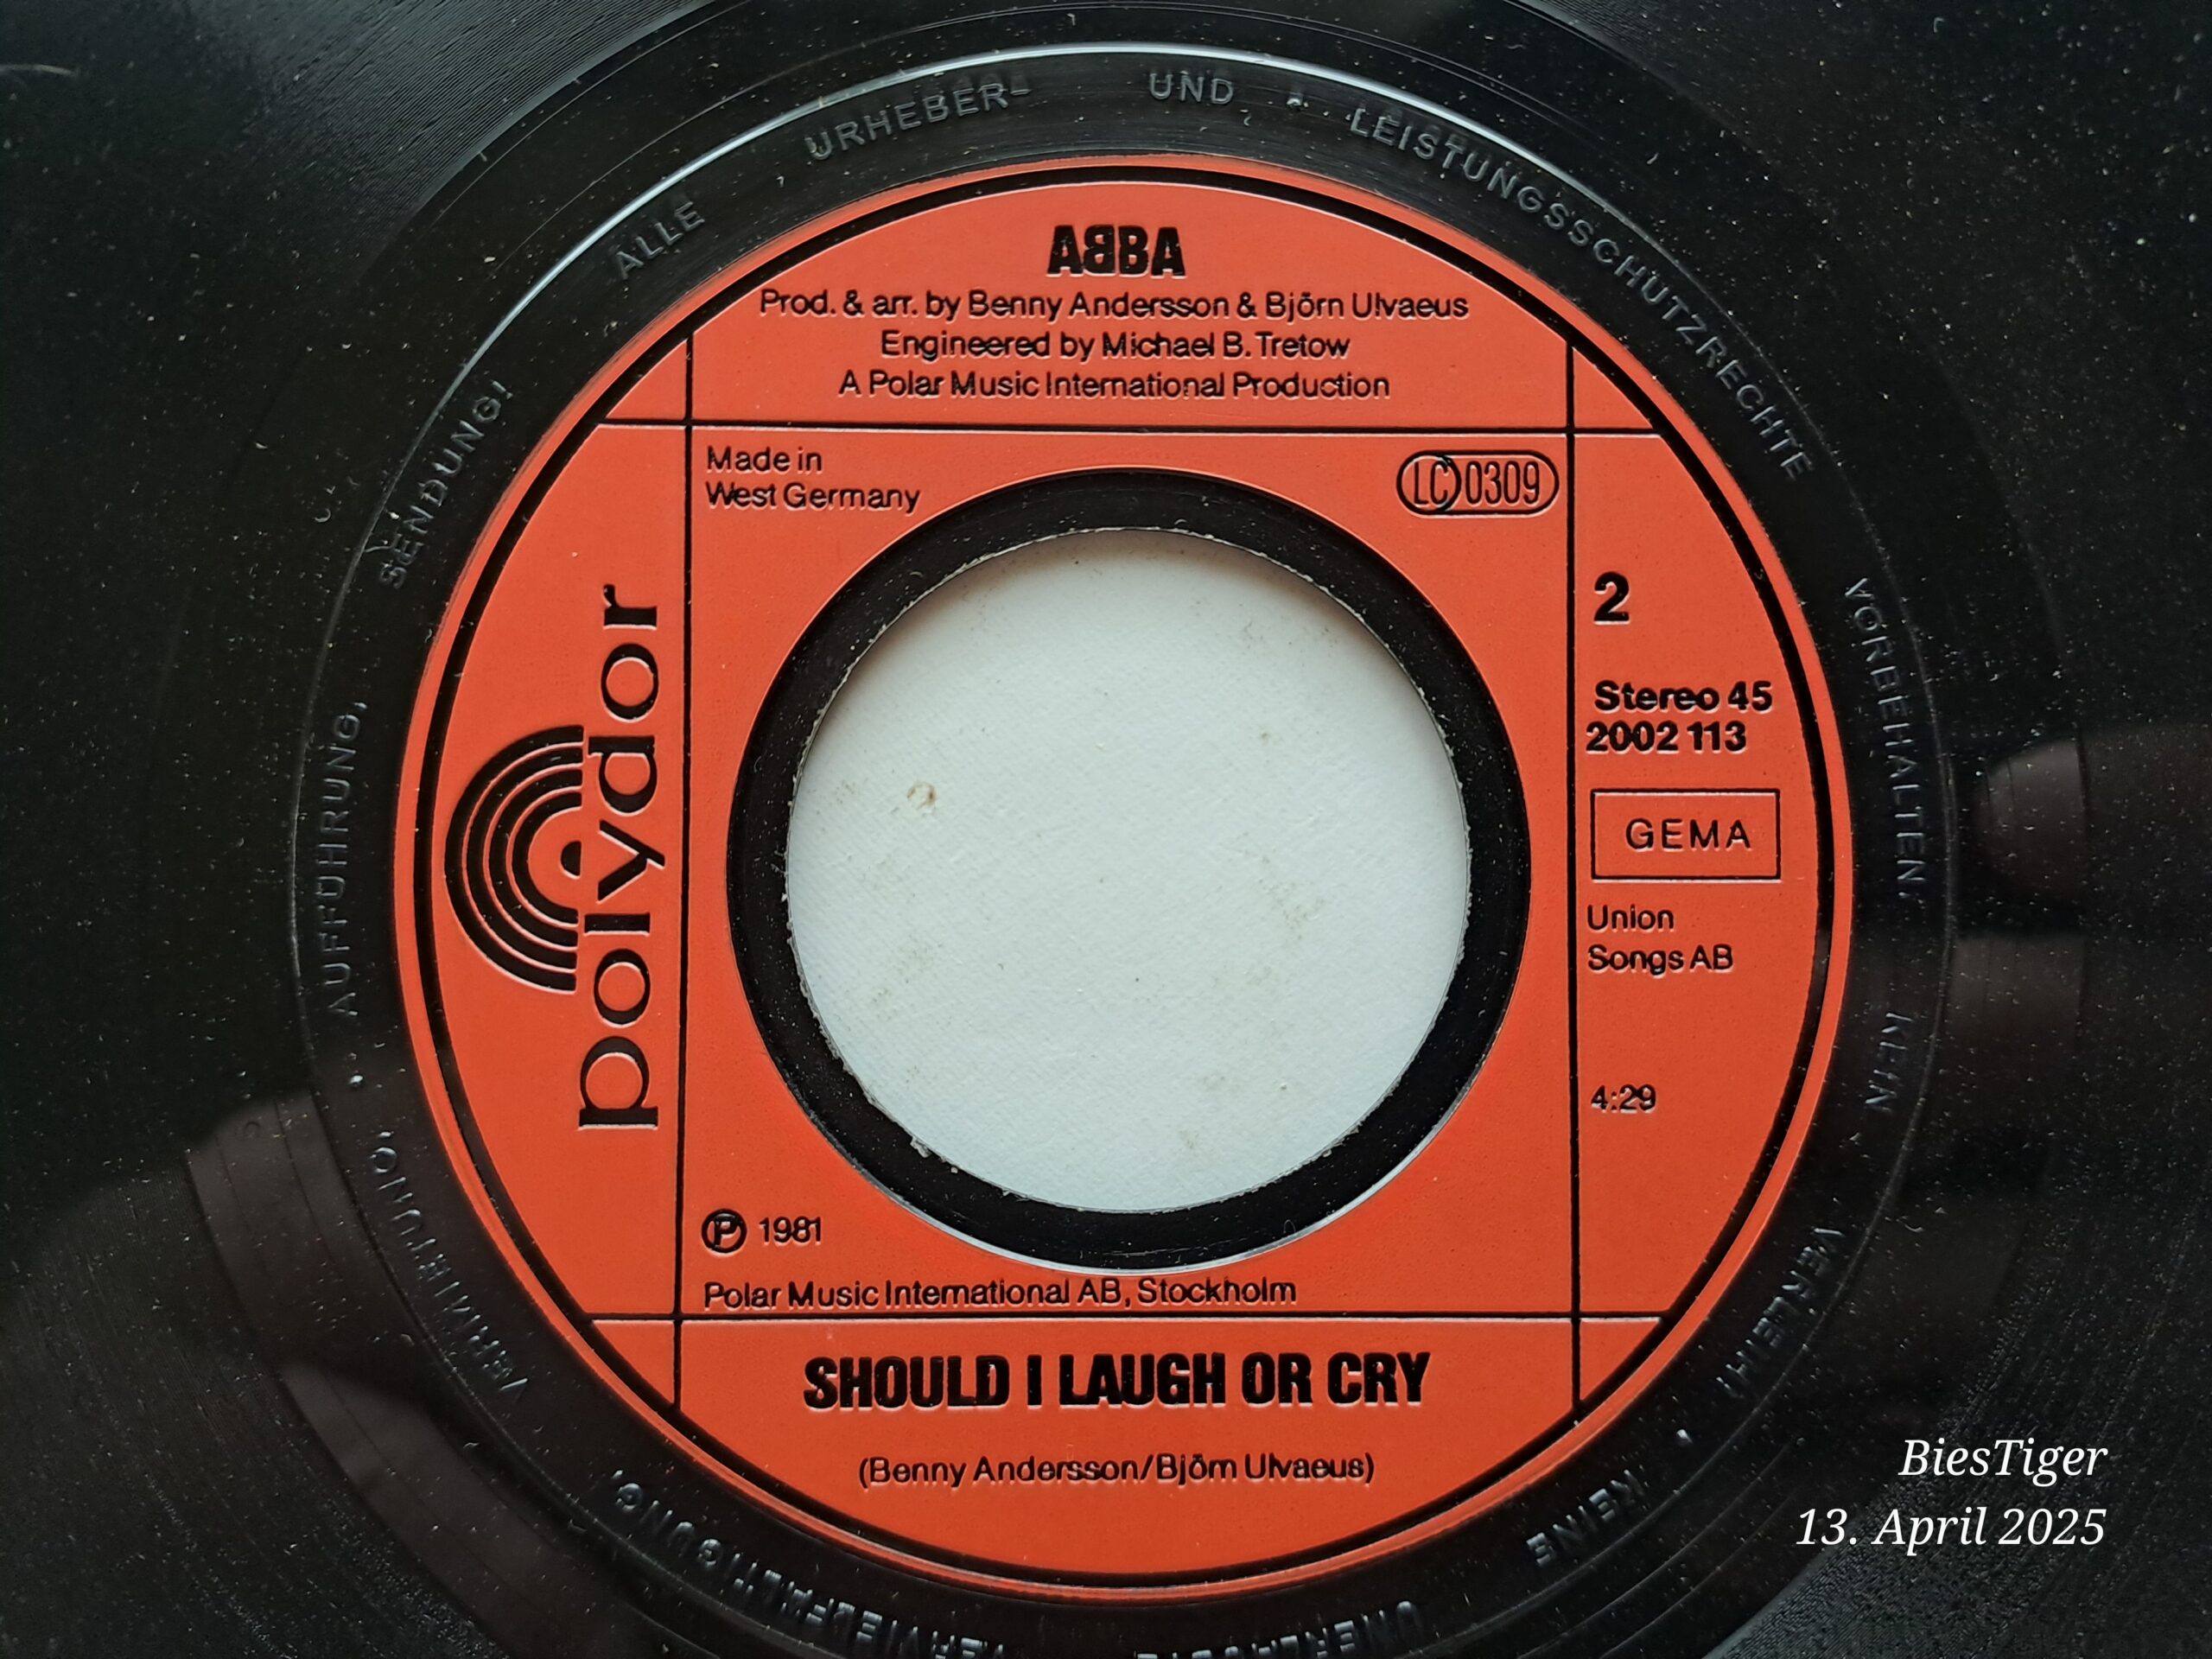 ALLE URHEBER- UND LEISTUNGSSCHUTZRECHTE VORBEHALTEN. KEIN VERLEIH! KEINE UNERLAUBTE VERVIELFÄLTIGUNG, VERMIETUNG, AUFFÜHRUNG, SENDUNG!
ABBA
Prod. & arr. by Benny Andersson & Björn Ulvaeus
Engineered by Michael B. Tretow
A Polar Music International Production
Made in
West Germany
LC 0309
polydor
2
Stereo 45
2002 113
GEMA
Union
Songs AB
4:29
Ⓟ 1981
Polar Music International AB, Stockholm
SHOULD I LAUGH OR CRY
(Benny Andersson/Björn Ulvaeus)
BiesTiger
13. April 2025